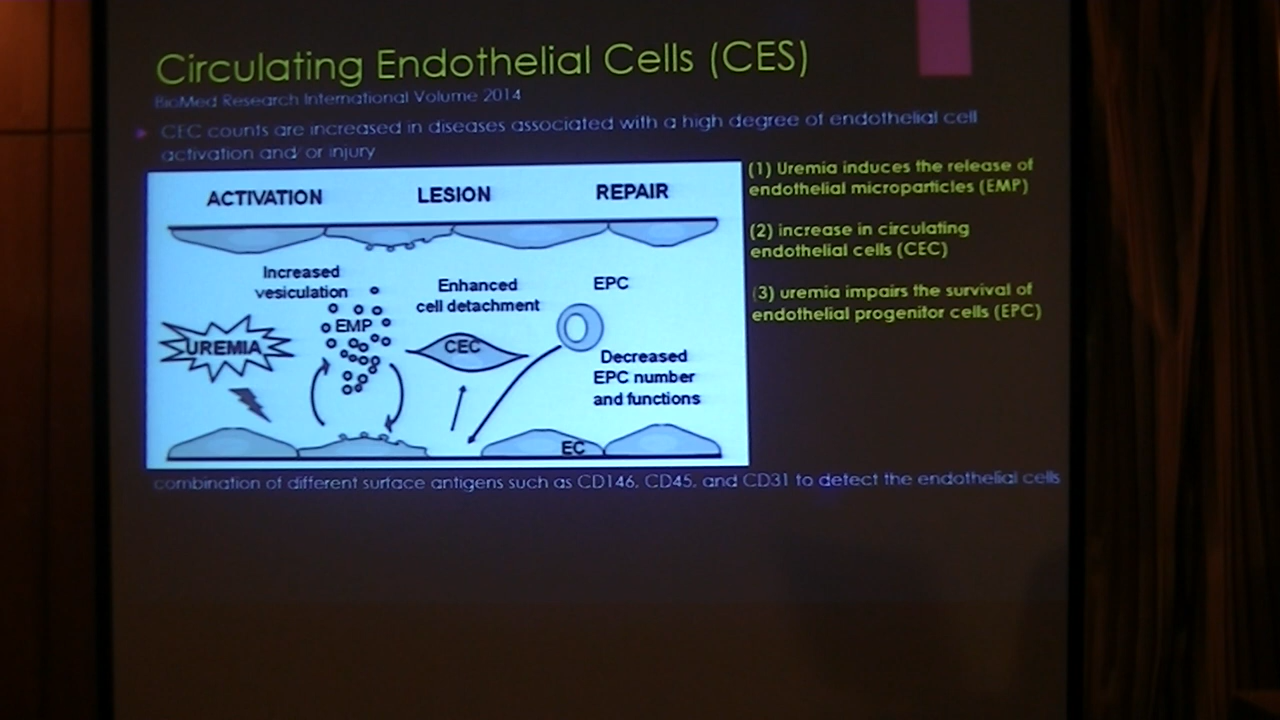 Circulating Endothelial Cells (CES)
BioMed Research International Volume 2014
CEC counts are increased in diseases associated with a high degree of endothelial cell
activation and/ or injury
ACTIVATION LESION REPAIR
Increased
vesiculation
EMP
UREMIA
Enhanced
cell detachment
CEC
EPC
Decreased
EPC number
and functions
EC
(1) Uremia induces the release of
endothelial microparticles (EMP)
(2) increase in circulating
endothelial cells (CEC)
(3) uremia impairs the survival of
endothelial progenitor cells (EPC)
combination of different surface antigens such as CD146, CD45, and CD31 to detect the endothelial cells